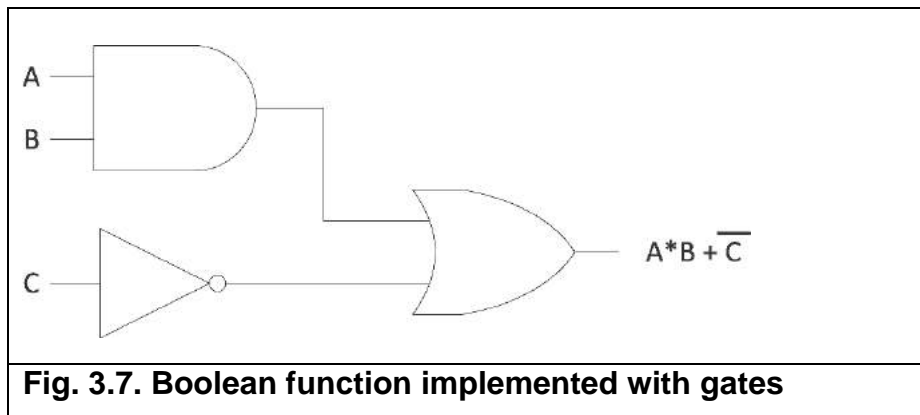 A
B
C
A*B + C̅
Fig. 3.7. Boolean function implemented with gates